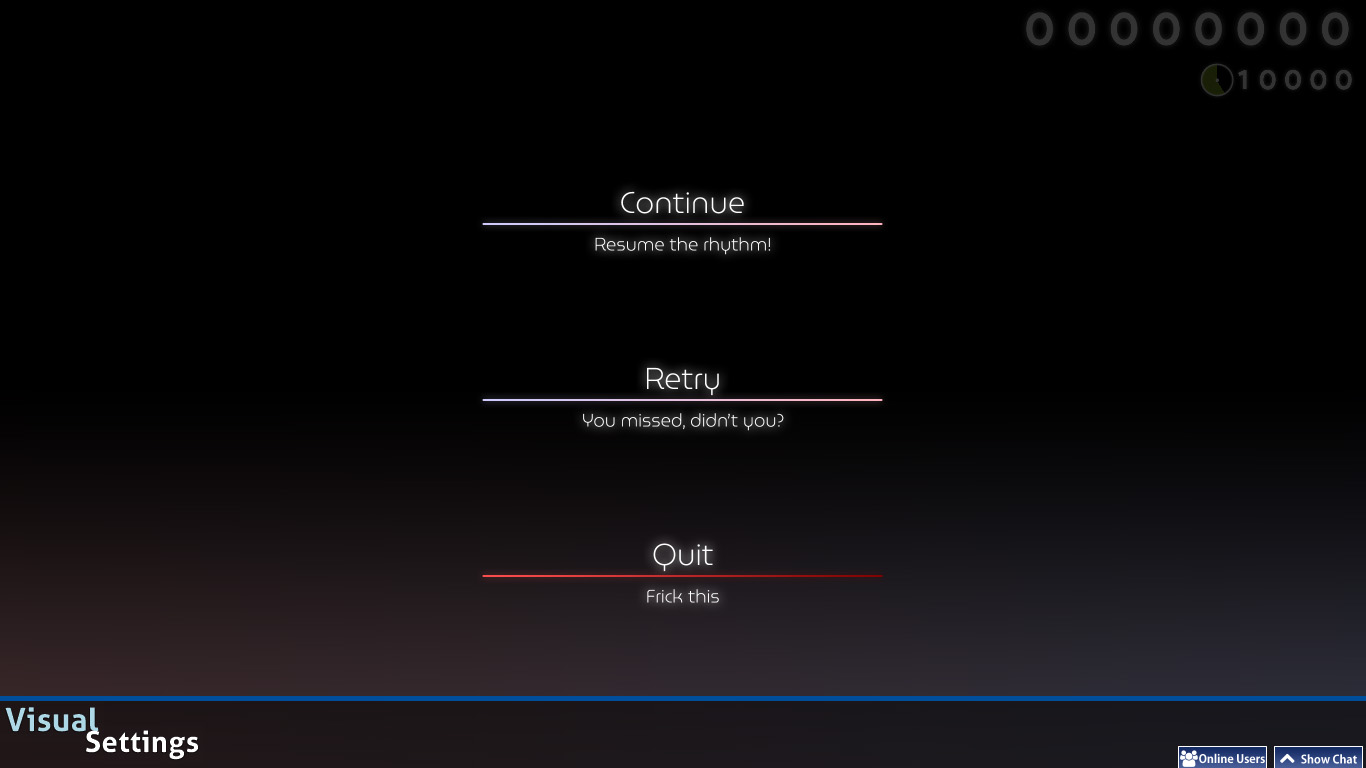 00000000
10000
Continue
Resume the rhythm!
Retry
You missed, didn't you?
Quit
Frick this
Visual
Settings
Online Users
Show Chat